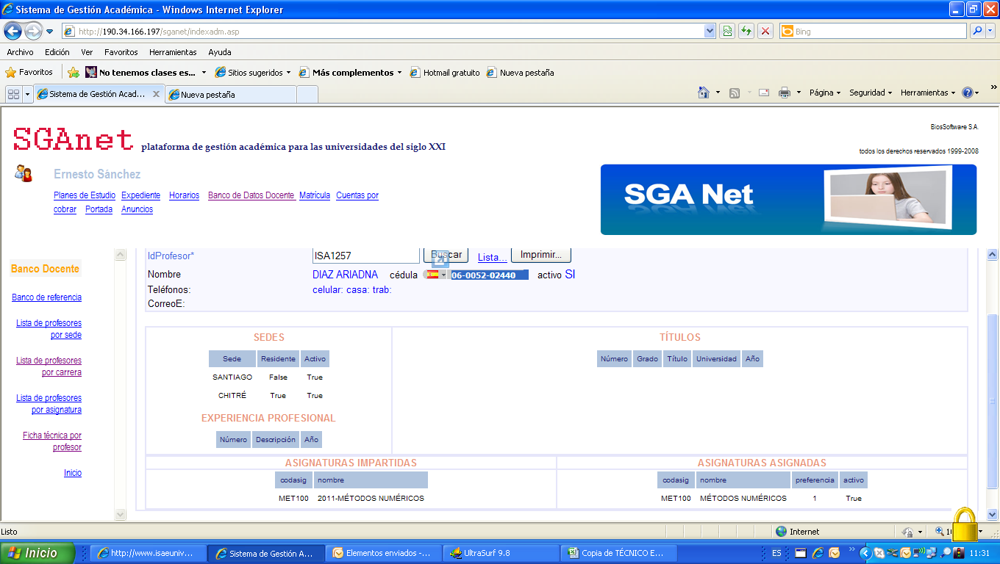 Sistema de Gestión Académica - Windows Internet Explorer
http://190.34.166.197/sganet/indexadm.asp
Bing
Archivo Edición Ver Favoritos Herramientas Ayuda
Favoritos No tenemos clases es... Sitios sugeridos Más complementos Hotmail gratuito Nueva pestaña
Sistema de Gestión Acad... Nueva pestaña Página Seguridad Herramientas
BiosSoftware S.A.
SGAnet plataforma de gestión académica para las universidades del siglo XXI
todos los derechos reservados 1999-2008
Ernesto Sánchez
Planes de Estudio Expediente Horarios Banco de Datos Docente Matrícula Cuentas por
cobrar Portada Anuncios
SGA Net
Banco Docente
Banco de referencia
Lista de profesores
por sede
Lista de profesores
por carrera
Lista de profesores
por asignatura
Ficha técnica por
profesor
Inicio
IdProfesor* ISA1257 Buscar Lista... Imprimir...
Nombre DIAZ ARIADNA cédula 06-0052-02440 activo SI
Teléfonos: celular: casa: trab:
CorreoE:
SEDES
Sede Residente Activo
SANTIAGO False True
CHITRÉ True True
EXPERIENCIA PROFESIONAL
Número Descripción Año
TÍTULOS
Número Grado Título Universidad Año
ASIGNATURAS IMPARTIDAS
codasig nombre
MET100 2011-MÉTODOS NUMÉRICOS
ASIGNATURAS ASIGNADAS
codasig nombre preferencia activo
MET100 MÉTODOS NUMÉRICOS 1 True
Listo Internet
Inicio http://www.isaeuniv... Sistema de Gestión A... Elementos enviados -... UltraSurf 9.8 Copia de TÉCNICO E... ES 11:31